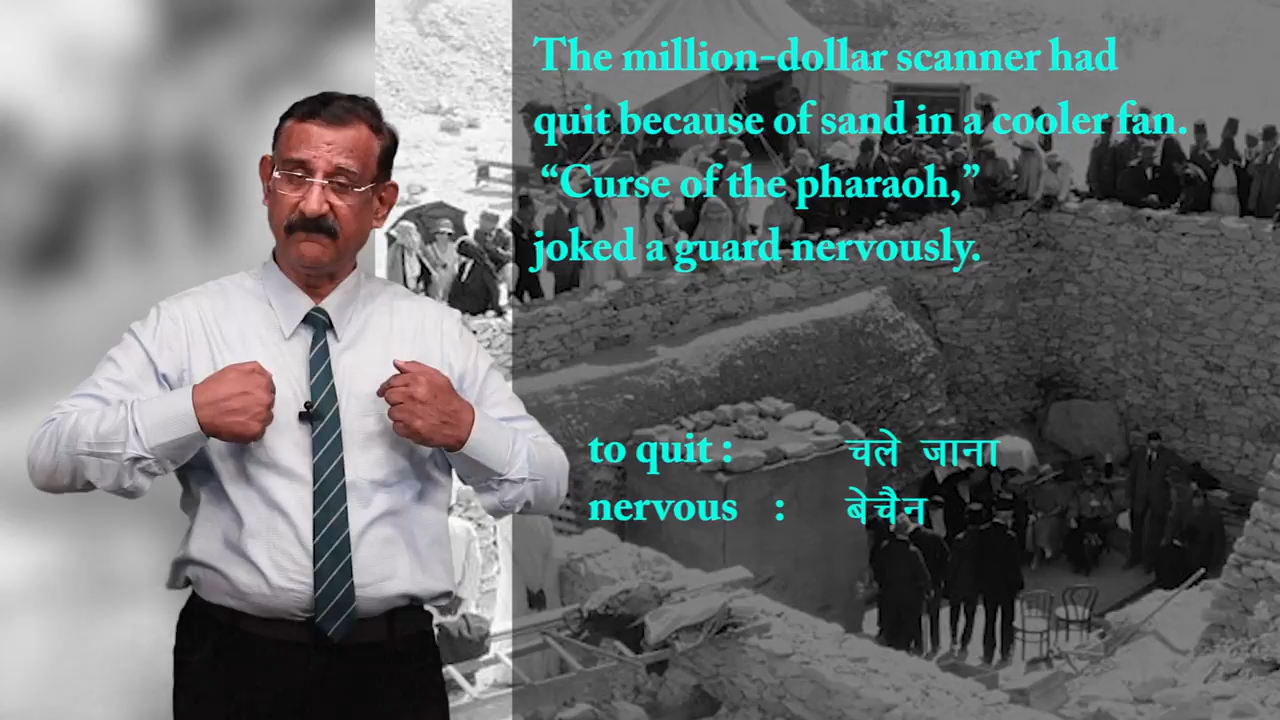 The million-dollar scanner had
quit because of sand in a cooler fan.
“Curse of the pharaoh,”
joked a guard nervously.
to quit : चले जाना
nervous : बेचैन